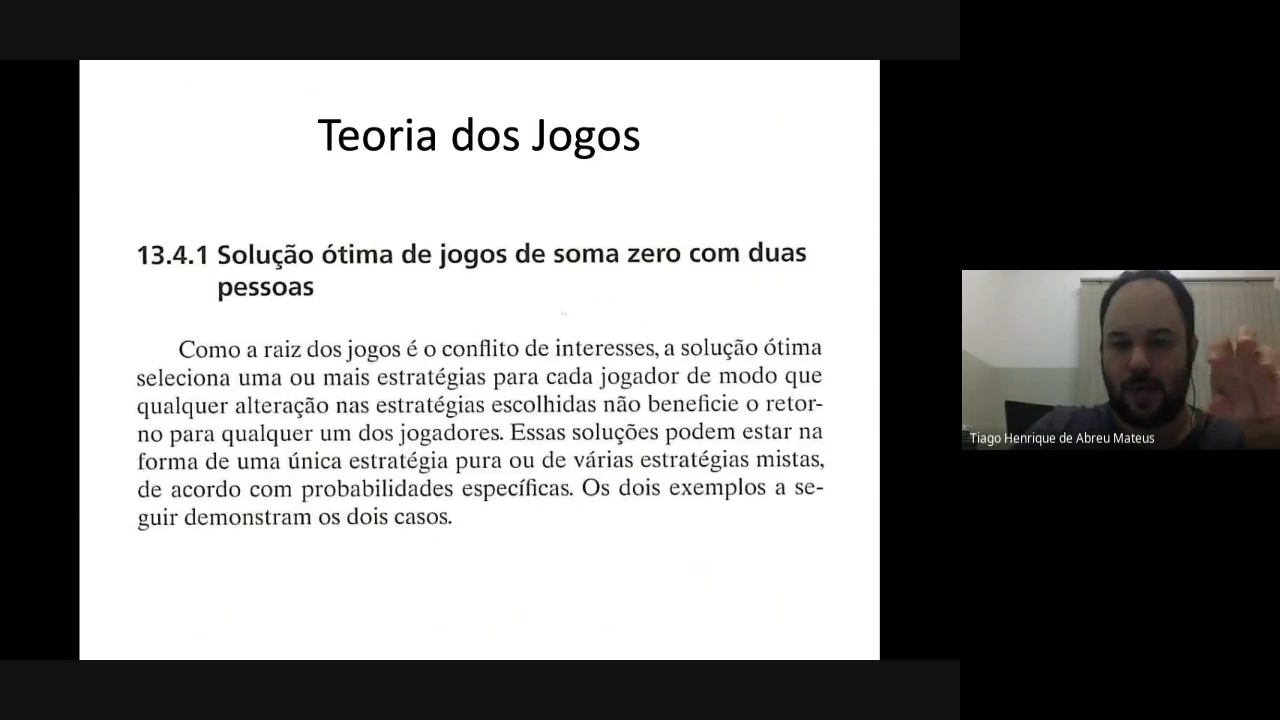 Teoria dos Jogos
13.4.1 Solução ótima de jogos de soma zero com duas
pessoas
Como a raiz dos jogos é o conflito de interesses, a solução ótima
seleciona uma ou mais estratégias para cada jogador de modo que
qualquer alteração nas estratégias escolhidas não beneficie o retor-
no para qualquer um dos jogadores. Essas soluções podem estar na
forma de uma única estratégia pura ou de várias estratégias mistas,
de acordo com probabilidades específicas. Os dois exemplos a se-
guir demonstram os dois casos.
Tiago Henrique de Abreu Mateus